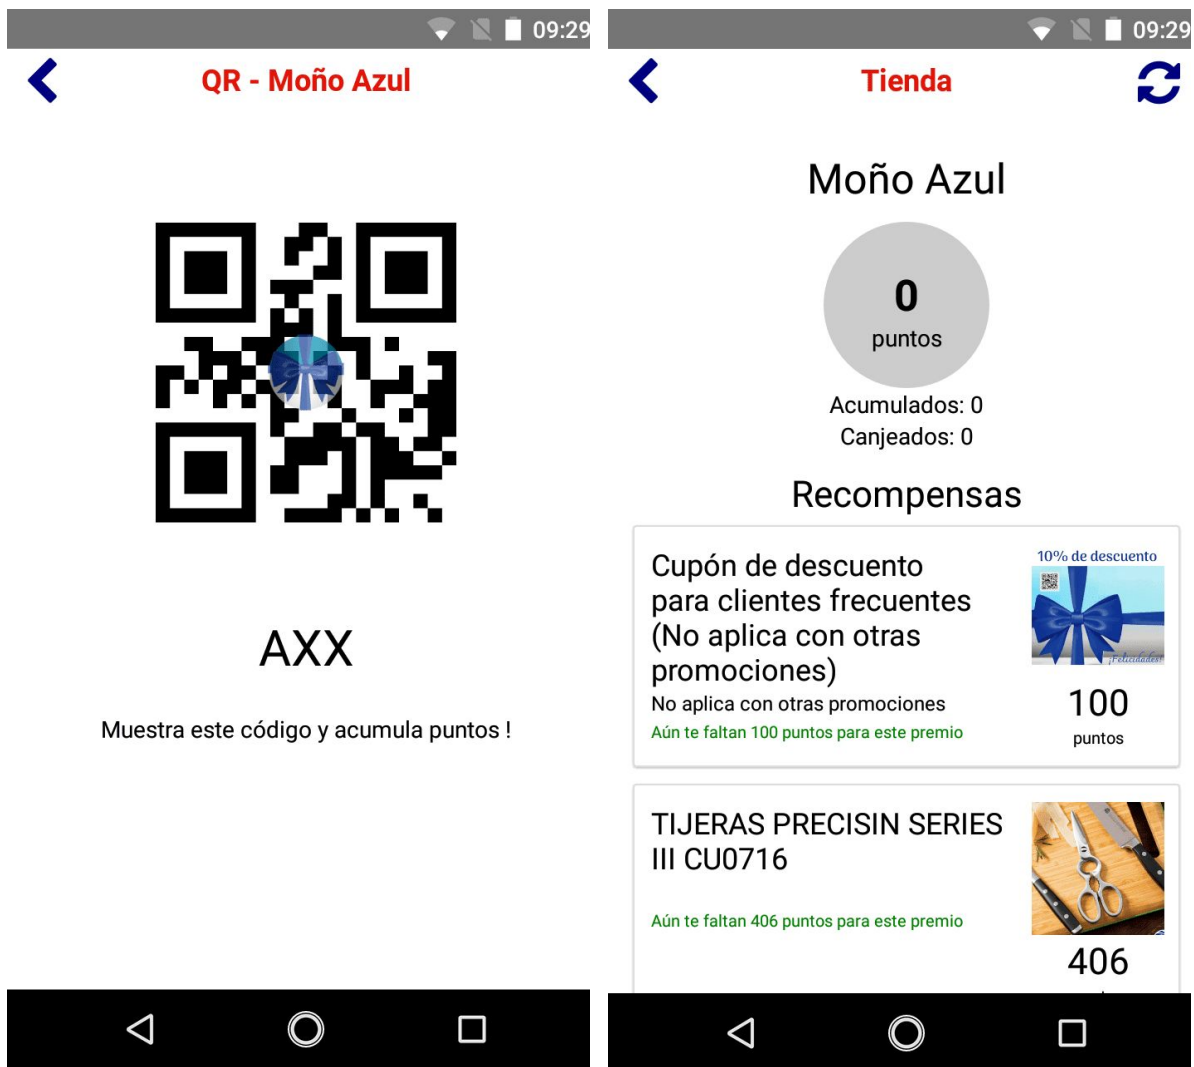 09:29
QR - Moño Azul
AXX
Muestra este código y acumula puntos !
09:29
Tienda
Moño Azul
0
puntos
Acumulados: 0
Canjeados: 0
Recompensas
Cupón de descuento
para clientes frecuentes
(No aplica con otras
promociones)
No aplica con otras promociones
Aún te faltan 100 puntos para este premio
10% de descuento
¡Felicidades!
100
puntos
TIJERAS PRECISIN SERIES
III CU0716
Aún te faltan 406 puntos para este premio
406